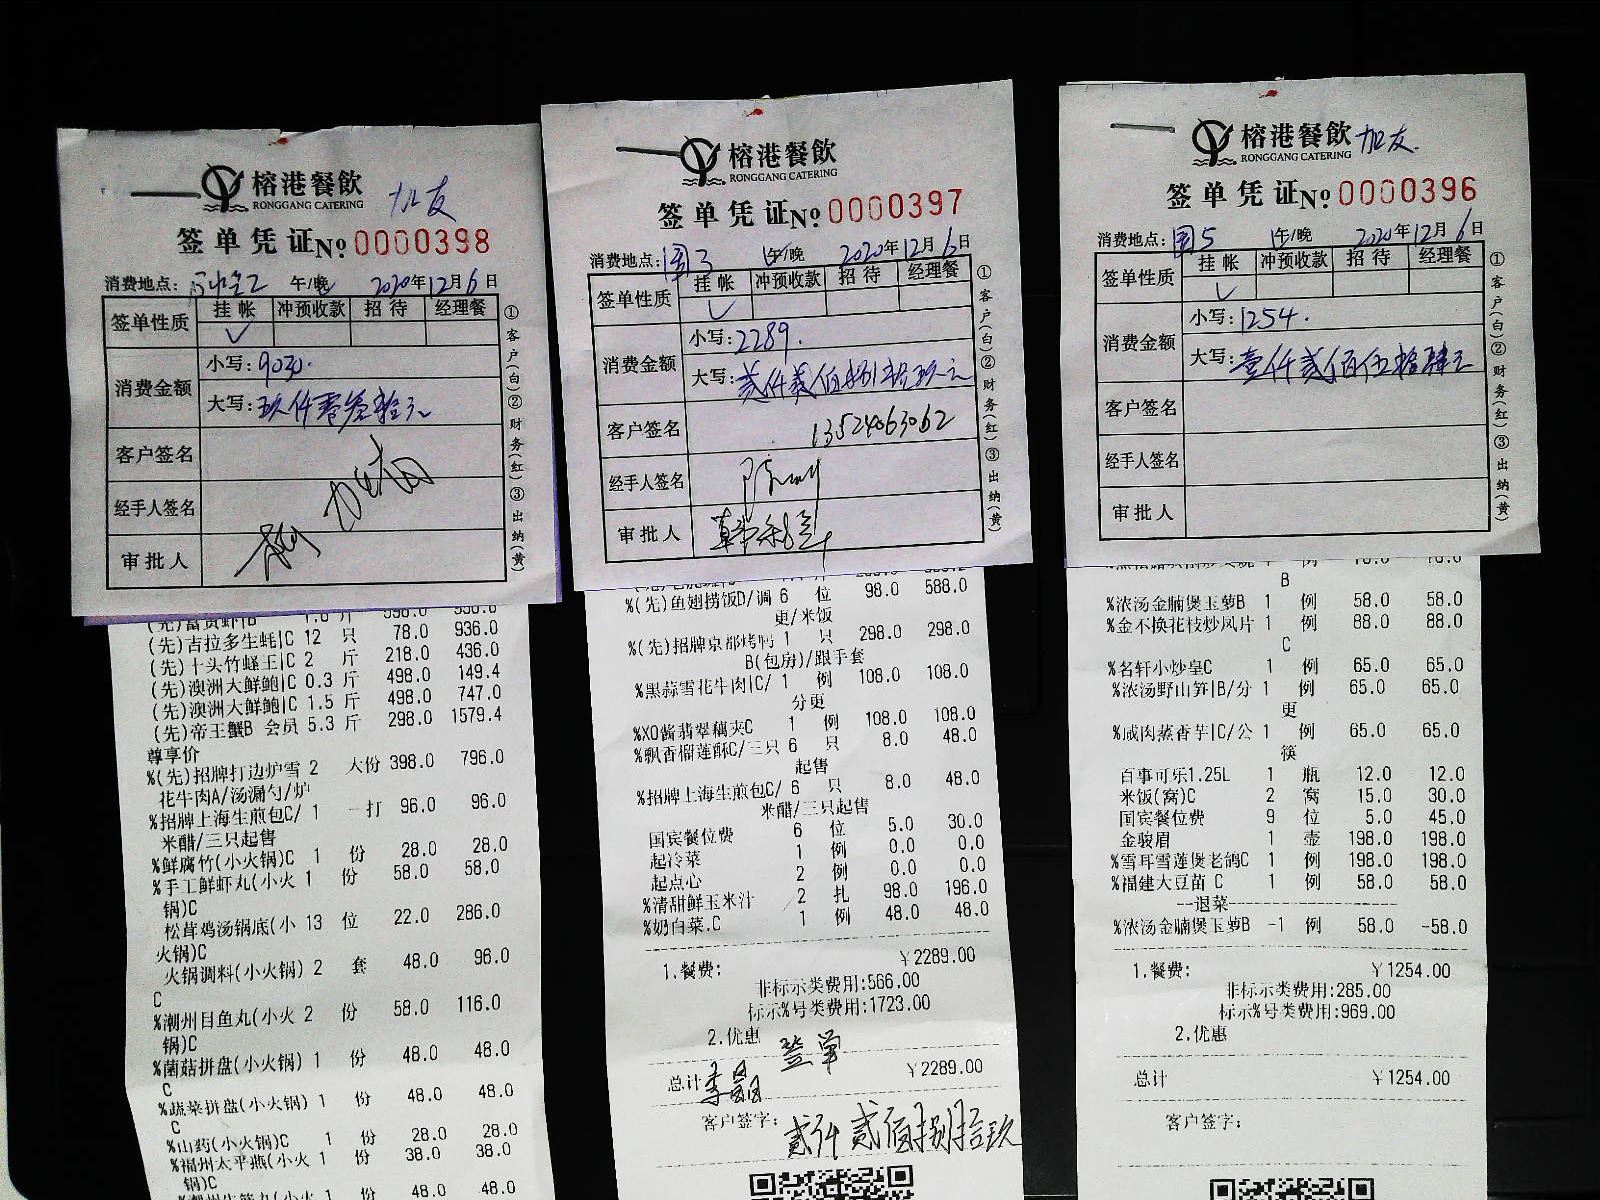 榕港餐飲
RONGGANG CATERING
加友
签单凭证 No 0000398
消费地点: 午/晚 2020年12月6日
签单性质 挂帐 冲预收款 招待 经理餐
✓
消费金额 小写: 9030.
大写: 玖仟零叁拾元
客户签名
经手人签名
审批人
①客户(白)②财务(红)③出纳(黄)
(先)富贵虾|B 1.0 斤 598.0
(先)吉拉多生蚝|C 12 只 78.0 936.0
(先)十头竹蛏王|C 2 斤 218.0 436.0
(先)澳洲大鲜鲍|C 0.3 斤 498.0 149.4
(先)澳洲大鲜鲍|C 1.5 斤 498.0 747.0
(先)帝王蟹B 会员 5.3 斤 298.0 1579.4
尊享价
%(先)招牌打边炉雪 2 大份 398.0 796.0
花牛肉A/汤漏勺/炉
%招牌上海生煎包C/ 1 一打 96.0 96.0
米醋/三只起售
%鲜腐竹(小火锅)C 1 份 28.0 28.0
%手工鲜虾丸(小火 1 份 58.0 58.0
锅)C
松茸鸡汤锅底(小 13 位 22.0 286.0
火锅)C
火锅调料(小火锅) 2 套 48.0 96.0
C
%潮州目鱼丸(小火 2 份 58.0 116.0
锅)C
%菌菇拼盘(小火锅) 1 份 48.0 48.0
C
%蔬菜拼盘(小火锅) 1 份 48.0 48.0
C
%山药(小火锅)C 1 份 28.0 28.0
%福州太平燕(小火 1 份 38.0 38.0
锅)C
1 份 48.0 48.0
榕港餐飲
RONGGANG CATERING
签单凭证 No 0000397
消费地点: 国3 午/晚 2020年12月6日
签单性质 挂帐 冲预收款 招待 经理餐
✓
消费金额 小写: 2289.
大写: 贰仟贰佰捌拾玖元
客户签名 13524063062
经手人签名
审批人
①客户(白)②财务(红)③出纳(黄)
%(先)鱼翅捞饭D/调 6 位 98.0 588.0
更/米饭
%(先)招牌京都烤鸭 1 只 298.0 298.0
B(包房)/跟手套
%黑蒜雪花牛肉|C/ 1 例 108.0 108.0
分更
%XO酱翡翠藕夹C 1 例 108.0 108.0
%飘香榴莲酥C/三只 6 只 8.0 48.0
起售
%招牌上海生煎包C/ 6 只 8.0 48.0
米醋/三只起售
国宾餐位费 6 位 5.0 30.0
起冷菜 1 例 0.0 0.0
起点心 2 例 0.0 0.0
%清甜鲜玉米汁 2 扎 98.0 196.0
%奶白菜.C 1 例 48.0 48.0
1.餐费: ￥2289.00
非标示类费用:566.00
标示%号类费用:1723.00
2.优惠
签单
总计 ￥2289.00
客户签字: 贰仟贰佰捌拾玖
榕港餐飲
RONGGANG CATERING
加友.
签单凭证 No 0000396
消费地点: 国5 午/晚 2020年12月6日
签单性质 挂帐 冲预收款 招待 经理餐
✓
消费金额 小写: 1254.
大写: 壹仟贰佰伍拾肆元
客户签名
经手人签名
审批人
①客户(白)②财务(红)③出纳(黄)
B
%浓汤金腩煲玉萝B 1 例 58.0 58.0
%金不换花枝炒凤片 1 例 88.0 88.0
C
%名轩小炒皇C 1 例 65.0 65.0
%浓汤野山笋|B/分 1 例 65.0 65.0
更
%咸肉蒸香芋|C/公 1 例 65.0 65.0
筷
百事可乐1.25L 1 瓶 12.0 12.0
米饭(窝)C 2 窝 15.0 30.0
国宾餐位费 9 位 5.0 45.0
金骏眉 1 壶 198.0 198.0
%雪耳雪莲煲老鸽C 1 例 198.0 198.0
%福建大豆苗 C 1 例 58.0 58.0
--退菜--
%浓汤金腩煲玉萝B -1 例 58.0 -58.0
1.餐费: ￥1254.00
非标示类费用:285.00
标示%号类费用:969.00
2.优惠
总计 ￥1254.00
客户签字: